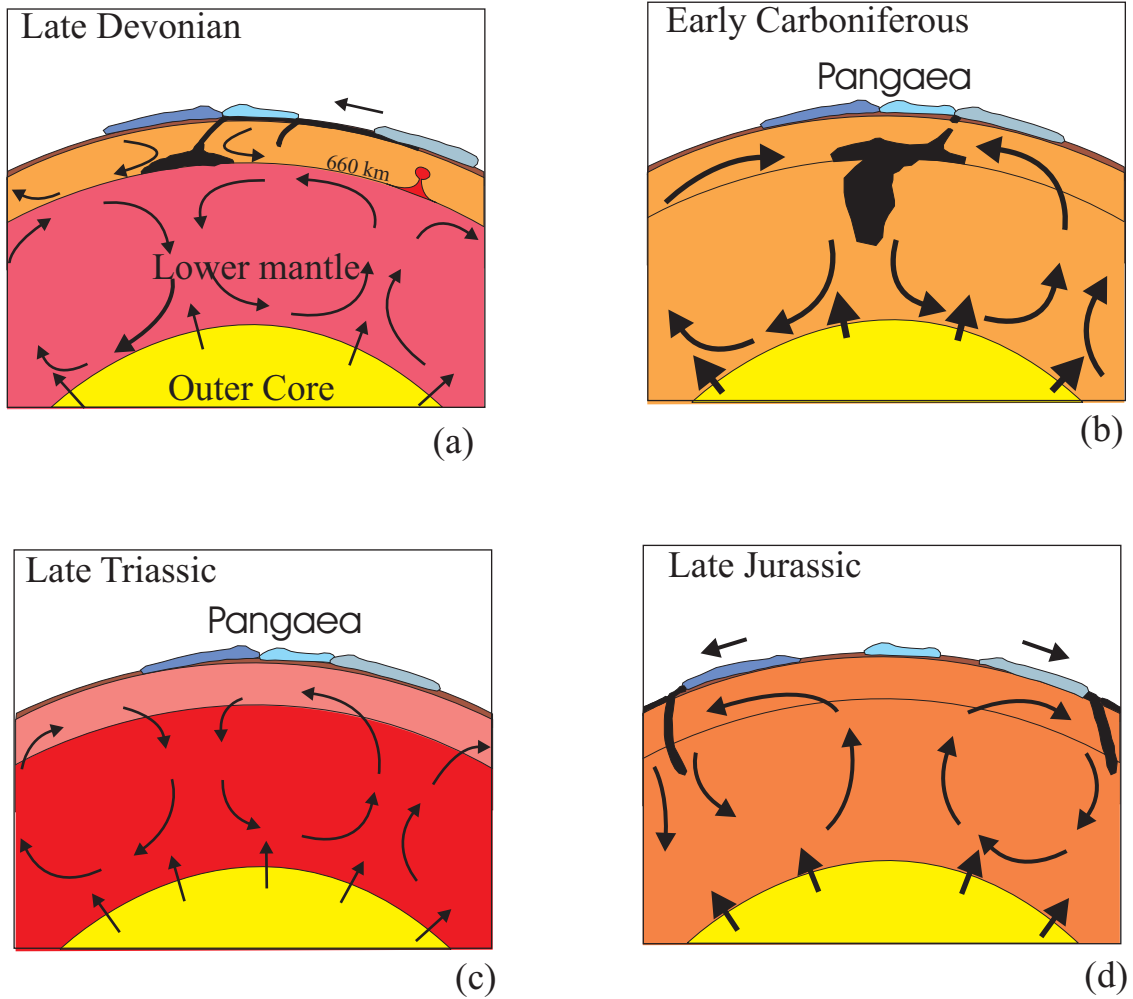 Late Devonian
660 km
Lower mantle
Outer Core
(a)
Early Carboniferous
Pangaea
(b)
Late Triassic
Pangaea
(c)
Late Jurassic
(d)